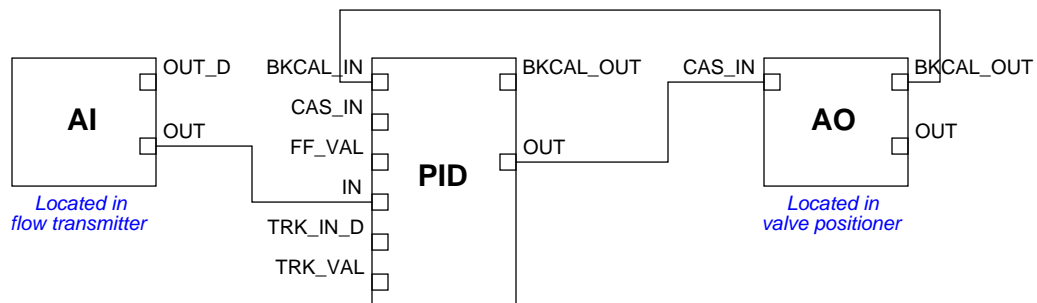 AI
OUT_D
OUT
Located in
flow transmitter
BKCAL_IN
CAS_IN
FF_VAL
IN
TRK_IN_D
TRK_VAL
PID
BKCAL_OUT
OUT
CAS_IN
AO
BKCAL_OUT
OUT
Located in
valve positioner